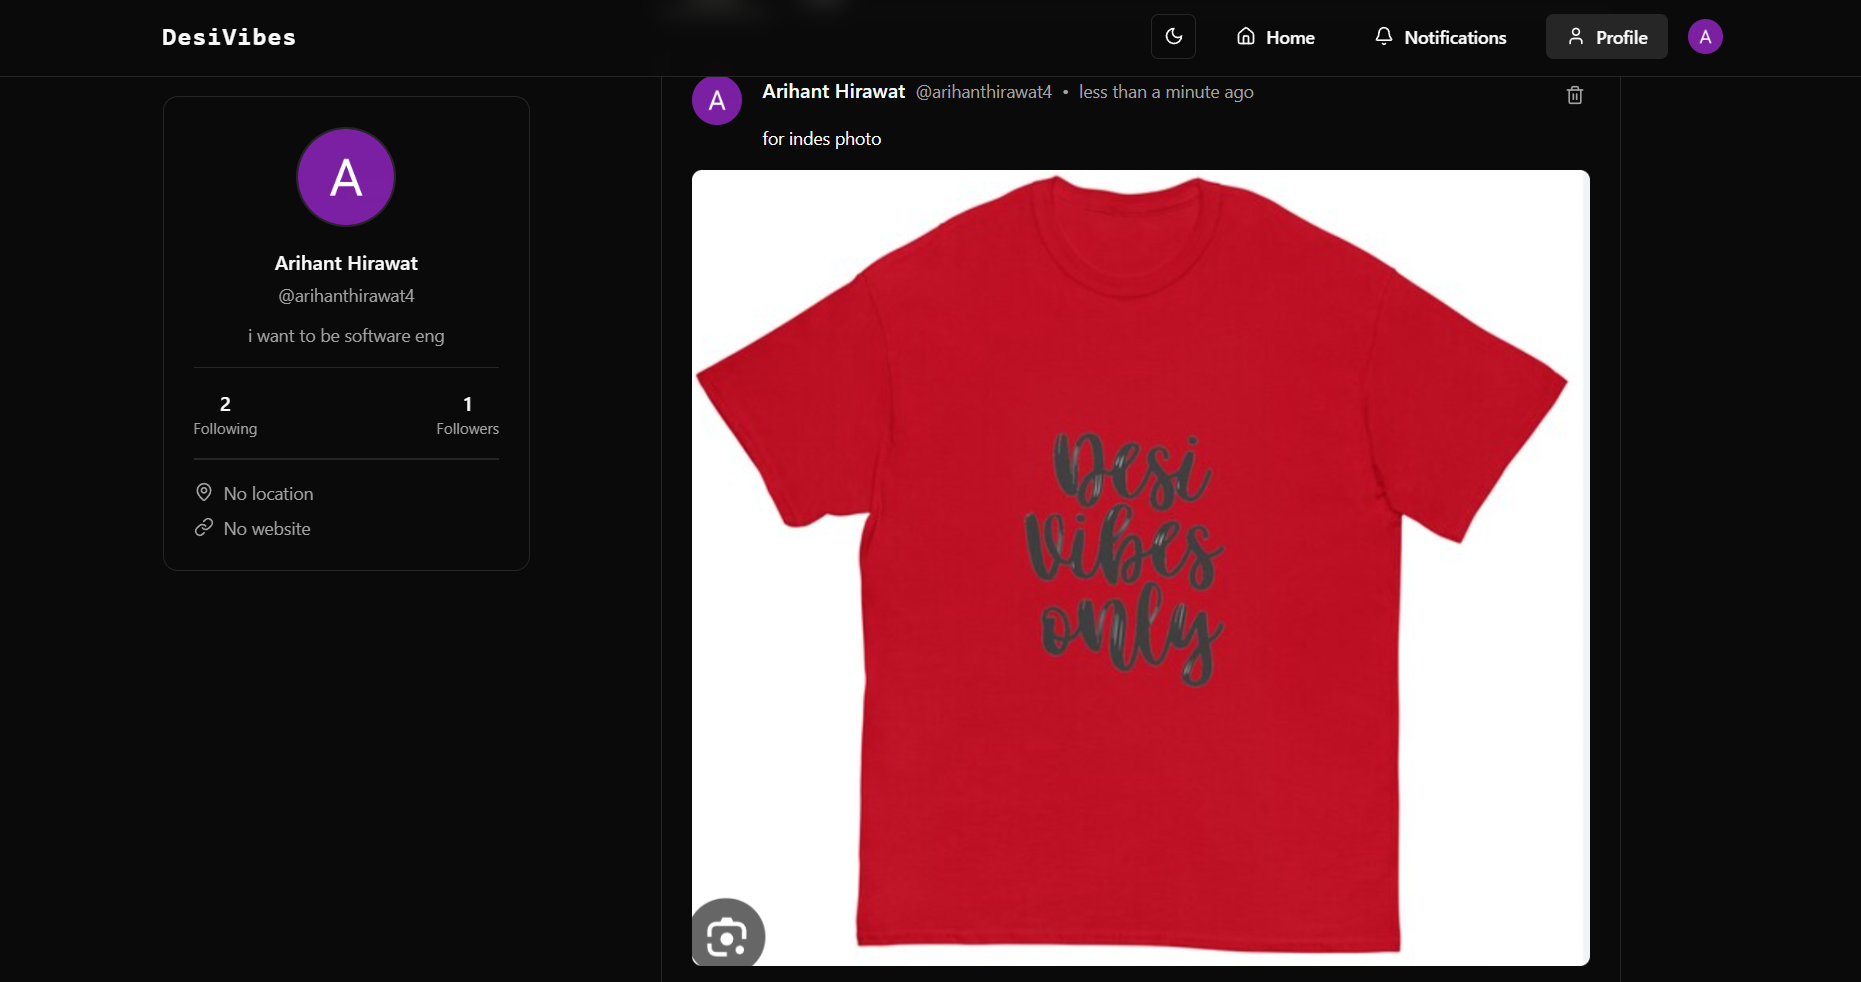 DesiVibes
Home
Notifications
Profile
A
A
Arihant Hirawat
@arihanthirawat4
i want to be software eng
2
Following
1
Followers
No location
No website
A
Arihant Hirawat @arihanthirawat4 • less than a minute ago
for indes photo
Desi
Vibes
only